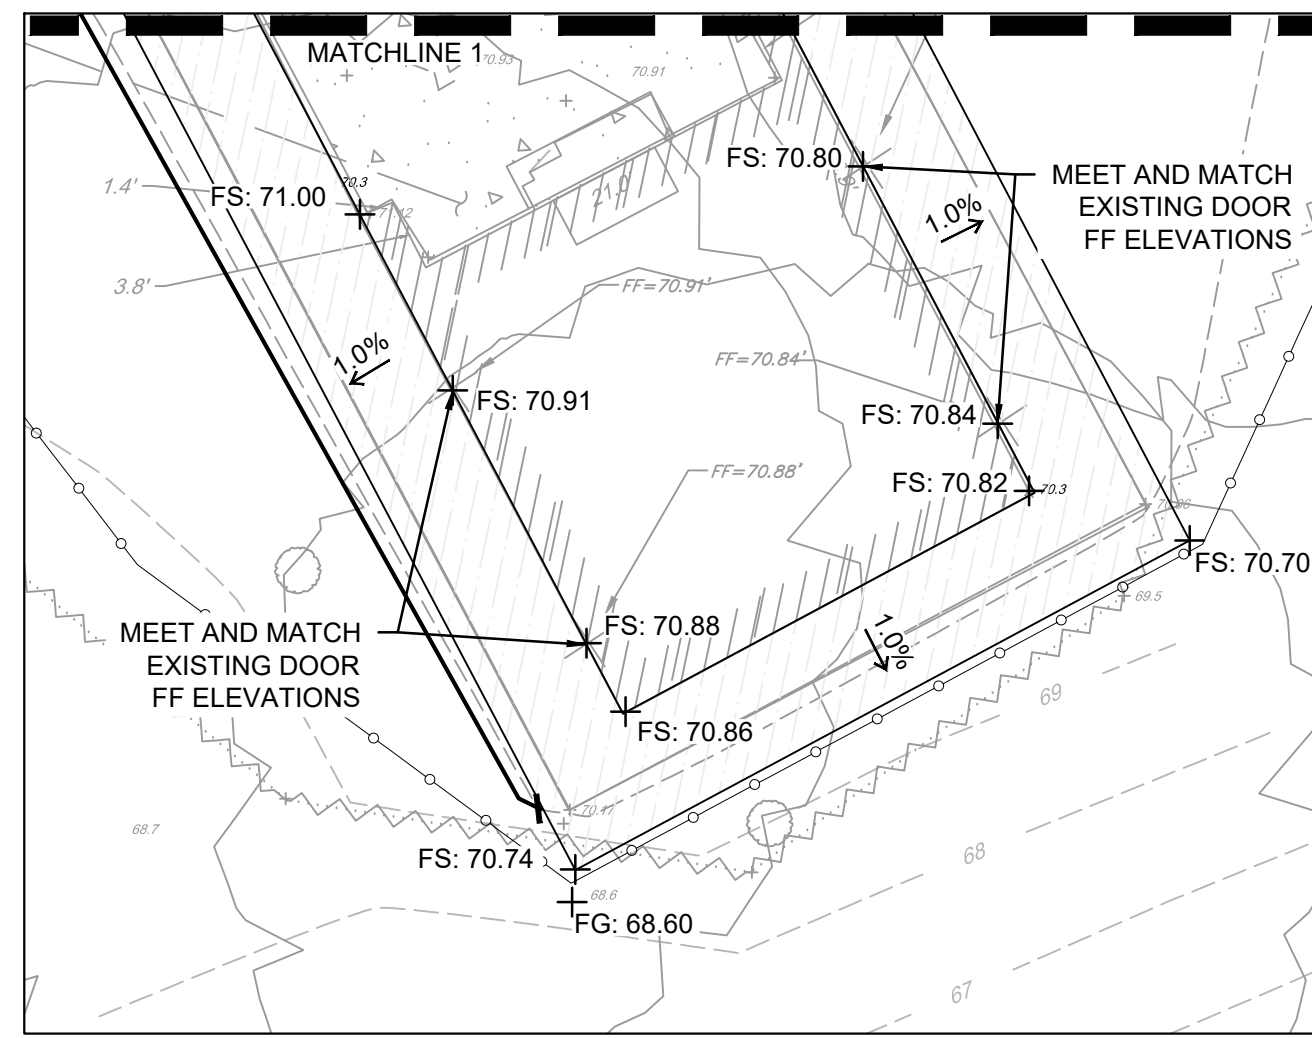 MATCHLINE 1
70.93
70.91
FS: 70.80
MEET AND MATCH
EXISTING DOOR
FF ELEVATIONS
1.4'
70.3
FS: 71.00
21.0
1.0%
3.8'
FF=70.91'
1.0%
FF=70.84'
FS: 70.91
FS: 70.84
FF=70.88'
FS: 70.82
70.3
FS: 70.70
69.5
MEET AND MATCH
EXISTING DOOR
FF ELEVATIONS
FS: 70.88
1.0%
69
FS: 70.86
70.17
68.7
68
FS: 70.74
68.6
FG: 68.60
67